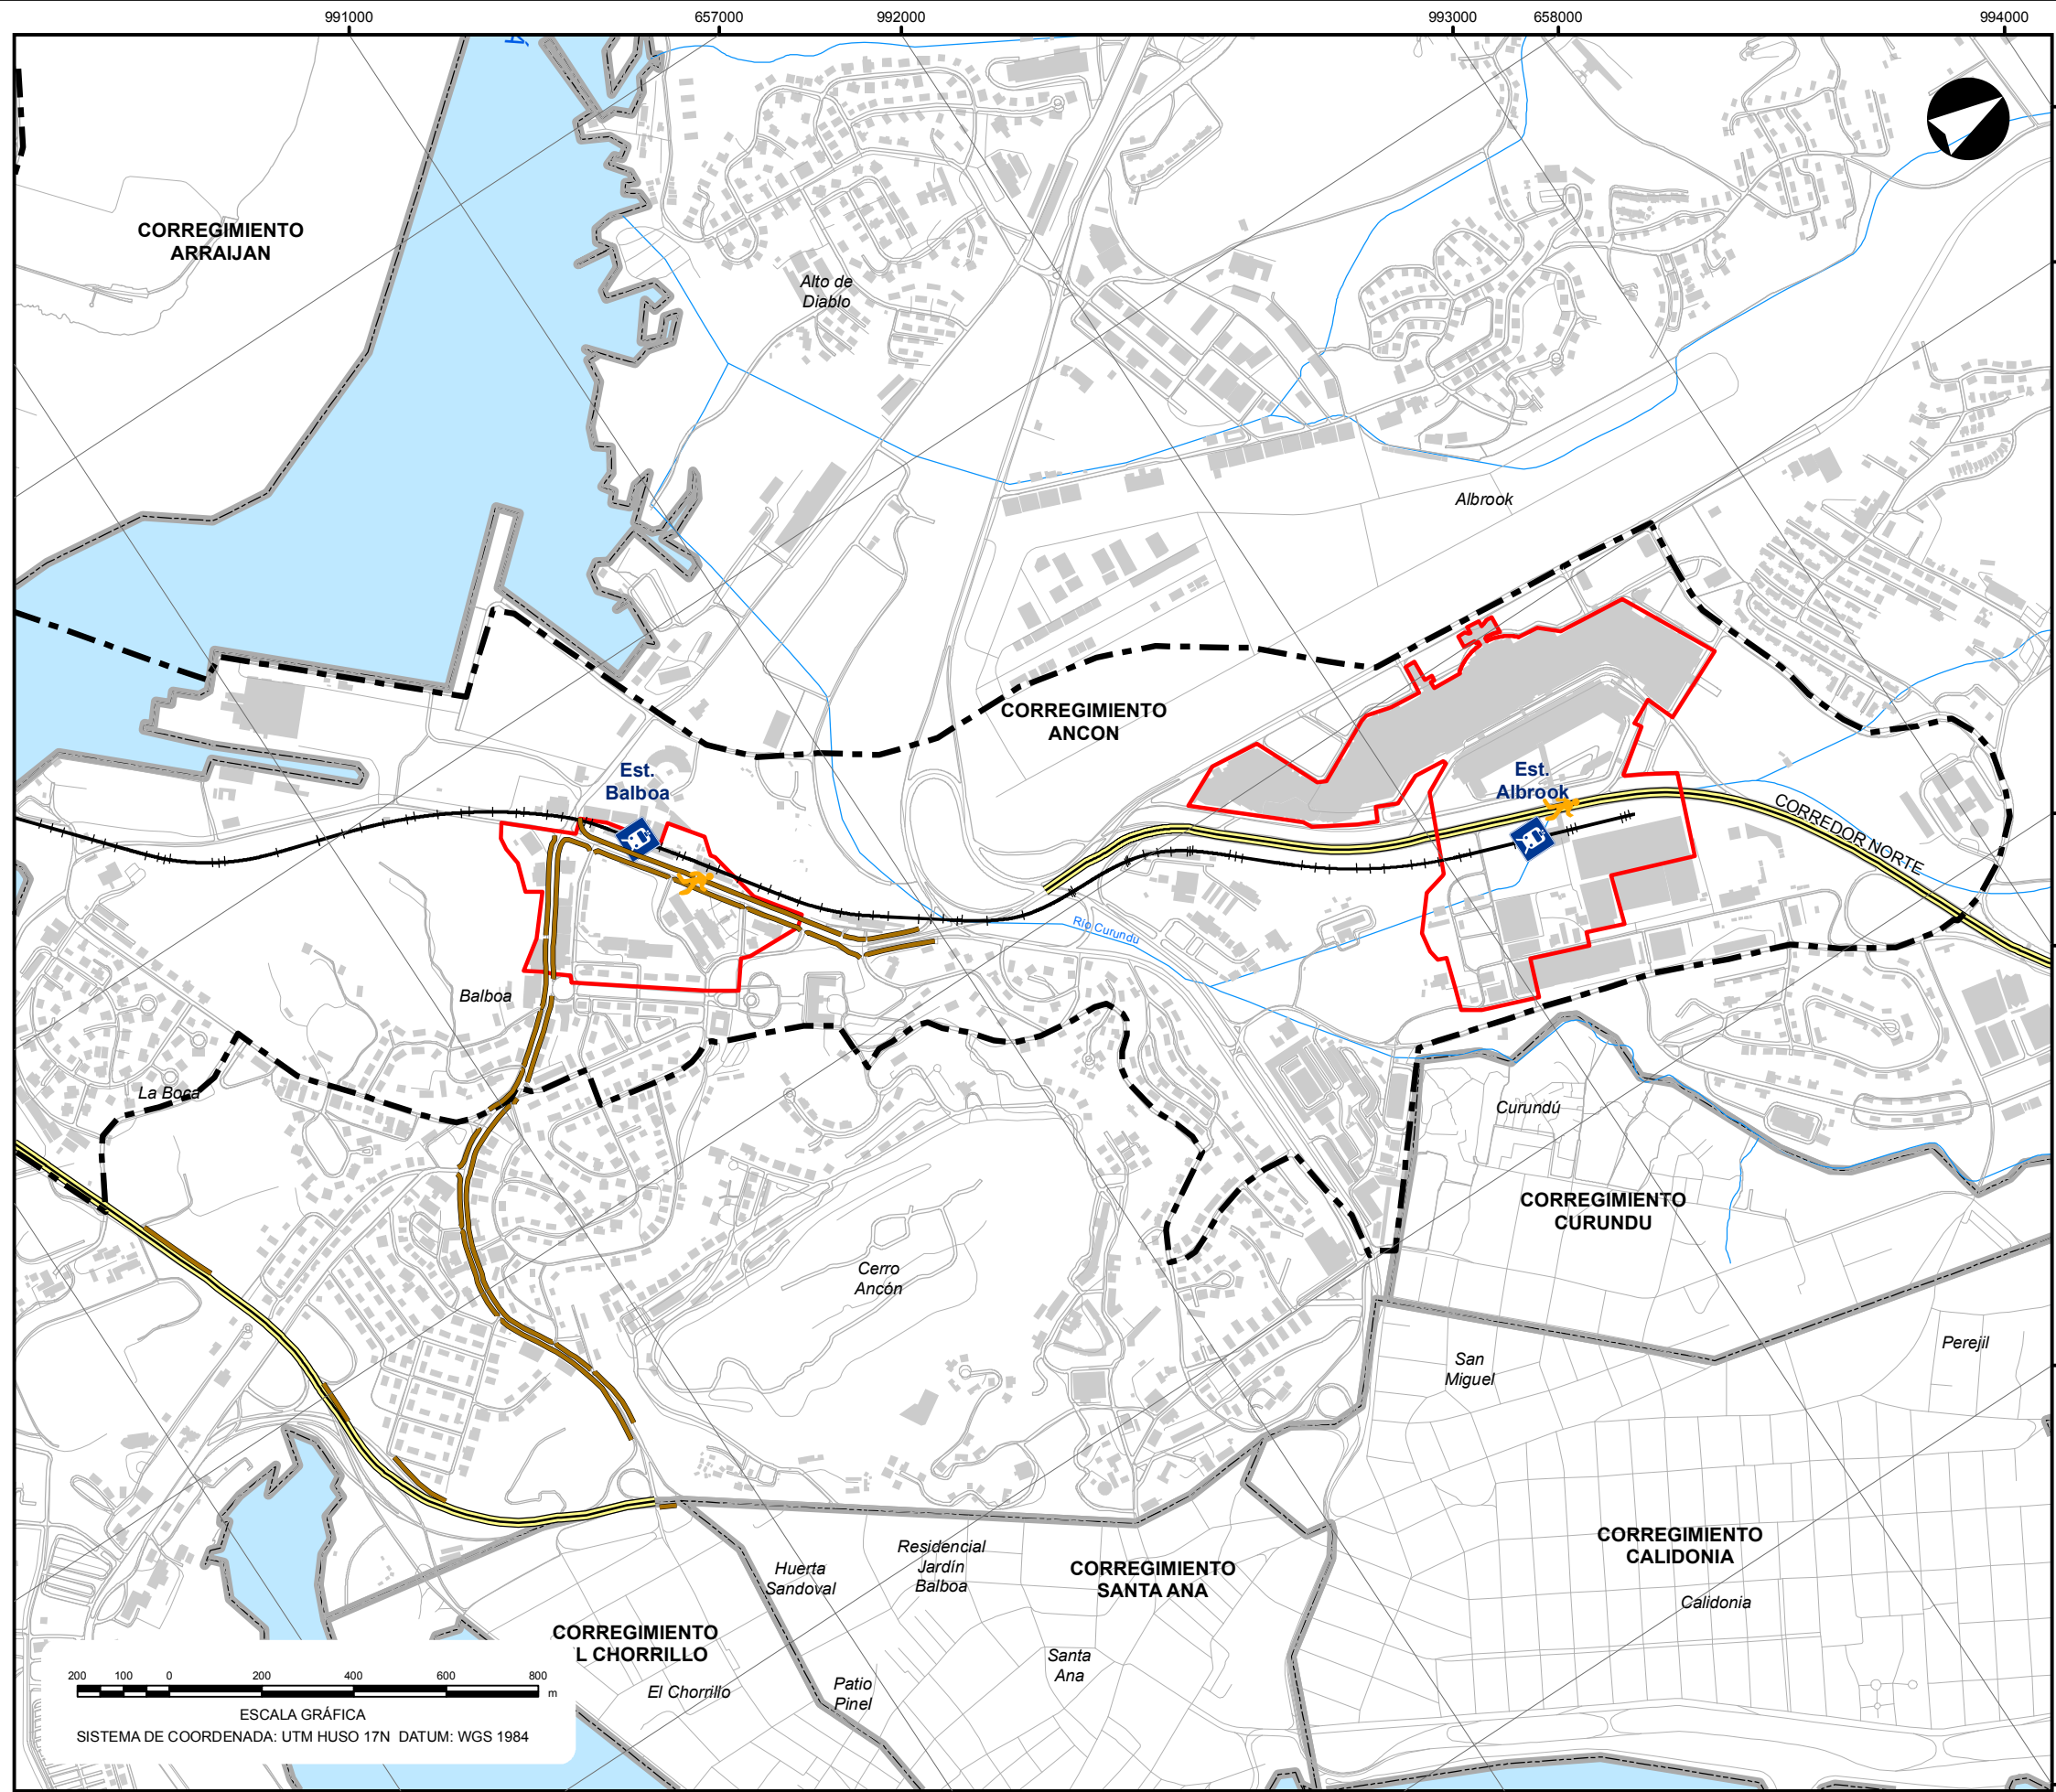 991000
657000
992000
993000
658000
994000
á
CORREGIMIENTO
ARRAIJAN
Alto de
Diablo
Albrook
CORREGIMIENTO
ANCON
Est.
Balboa
Est.
Albrook
CORREDOR NORTE
Río Curundu
Balboa
La Boca
Curundú
CORREGIMIENTO
CURUNDU
Cerro
Ancón
San
Miguel
Perejil
Huerta
Sandoval
Residencial
Jardín
Balboa
CORREGIMIENTO
SANTA ANA
CORREGIMIENTO
CALIDONIA
Calidonia
CORREGIMIENTO
L CHORRILLO
El Chorrillo
Patio
Pinel
Santa
Ana
200 100 0 200 400 600 800
m
ESCALA GRÁFICA
SISTEMA DE COORDENADA: UTM HUSO 17N DATUM: WGS 1984